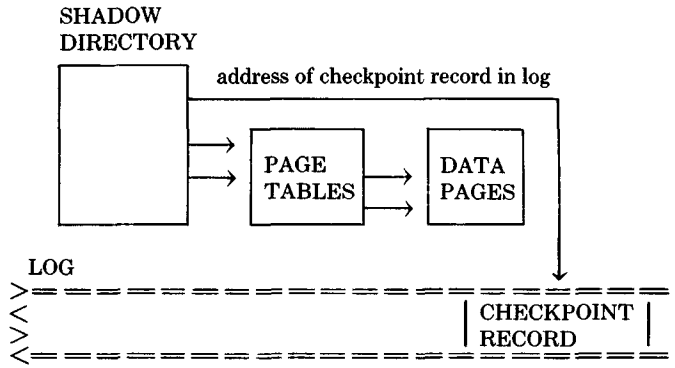 SHADOW
DIRECTORY
address of checkpoint record in log
PAGE
TABLES
DATA
PAGES
LOG
CHECKPOINT
RECORD